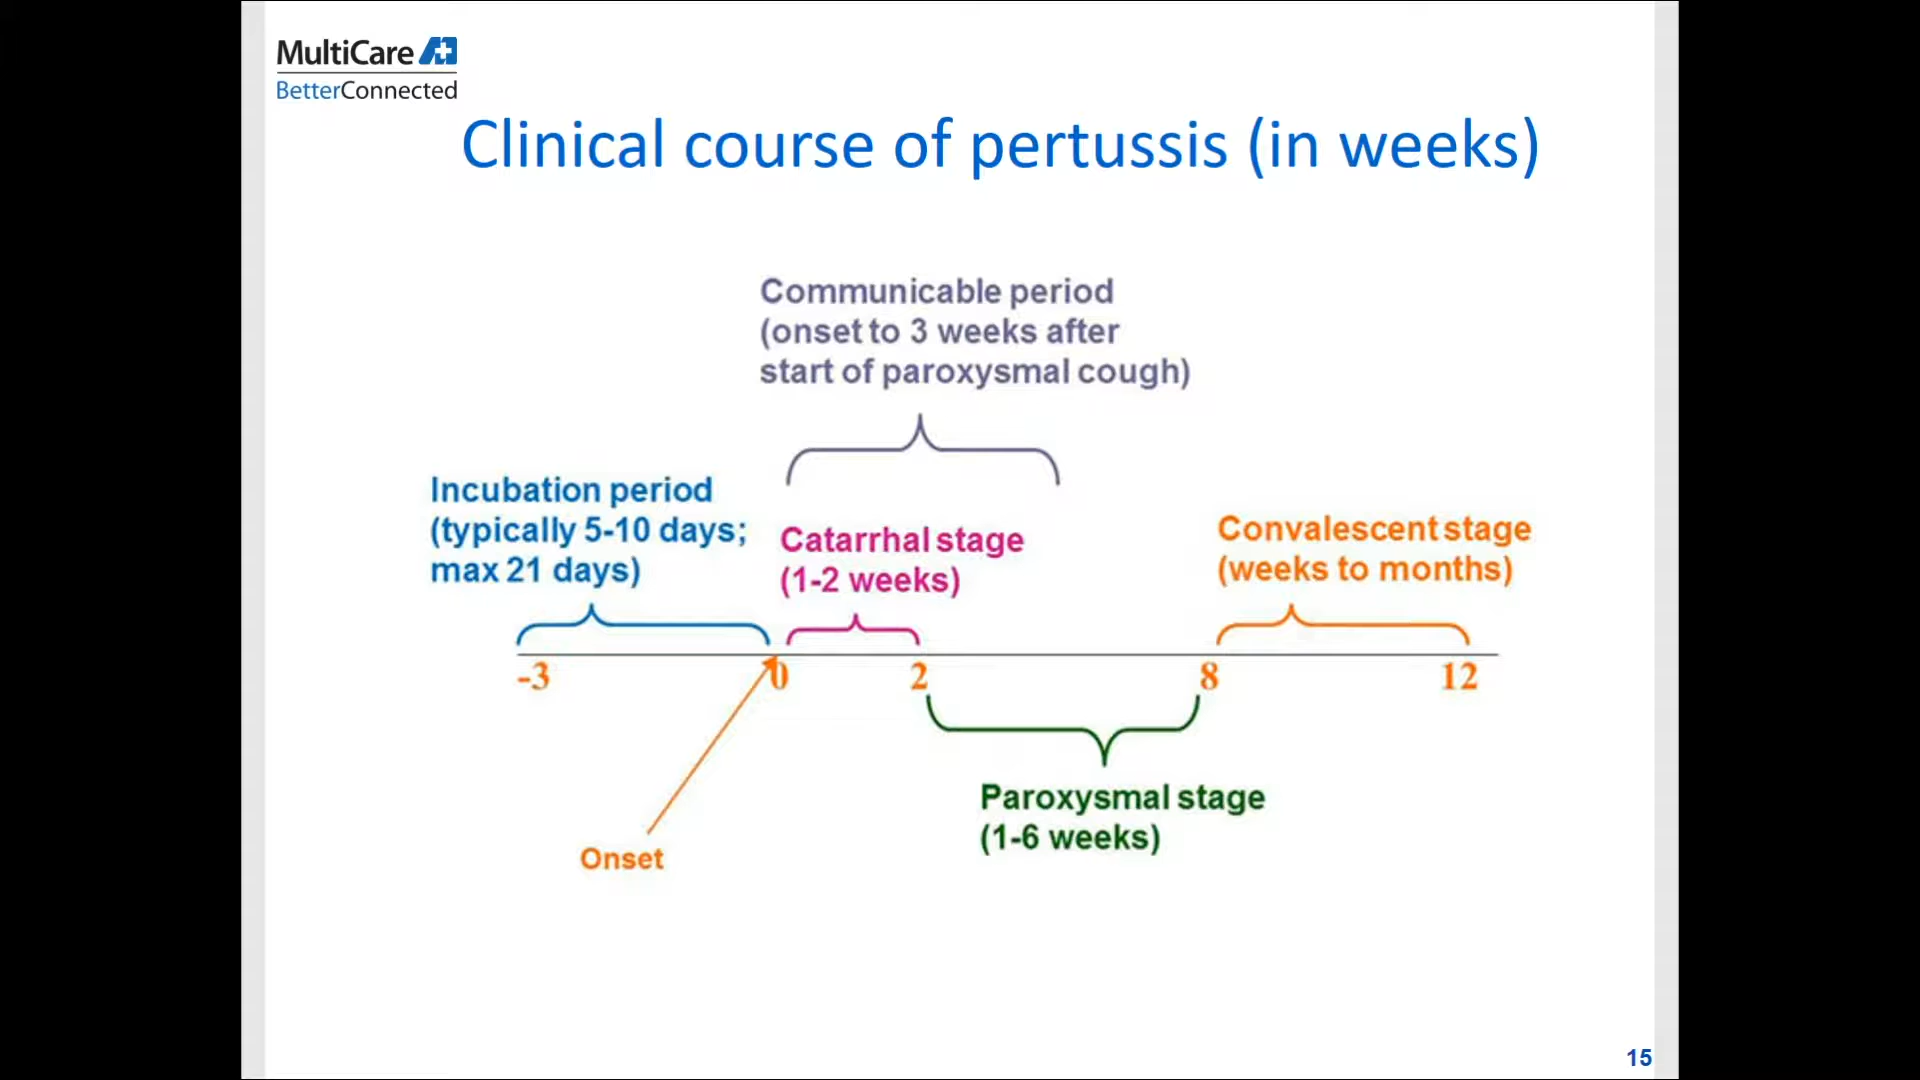 MultiCare
BetterConnected
Clinical course of pertussis (in weeks)
Communicable period
(onset to 3 weeks after
start of paroxysmal cough)
Incubation period
(typically 5-10 days;
max 21 days)
Catarrhal stage
(1-2 weeks)
Convalescent stage
(weeks to months)
-3 0 2 8 12
Paroxysmal stage
(1-6 weeks)
Onset
15